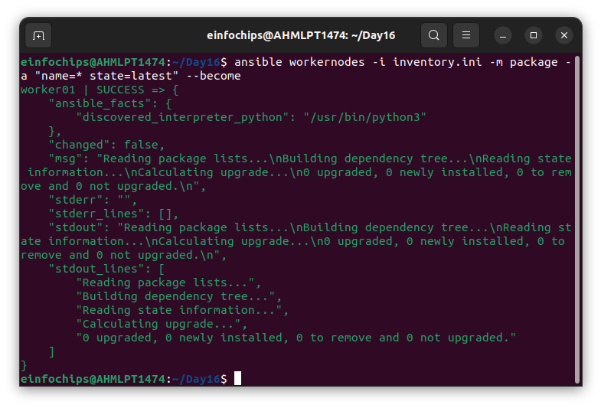 einfochips@AHMLPT1474: ~/Day16
einfochips@AHMLPT1474:~/Day16$ ansible workernodes -i inventory.ini -m package -
a "name=* state=latest" --become
worker01 | SUCCESS => {
    "ansible_facts": {
        "discovered_interpreter_python": "/usr/bin/python3"
    },
    "changed": false,
    "msg": "Reading package lists...\nBuilding dependency tree...\nReading state
 information...\nCalculating upgrade...\n0 upgraded, 0 newly installed, 0 to rem
ove and 0 not upgraded.\n",
    "stderr": "",
    "stderr_lines": [],
    "stdout": "Reading package lists...\nBuilding dependency tree...\nReading st
ate information...\nCalculating upgrade...\n0 upgraded, 0 newly installed, 0 to 
remove and 0 not upgraded.\n",
    "stdout_lines": [
        "Reading package lists...",
        "Building dependency tree...",
        "Reading state information...",
        "Calculating upgrade...",
        "0 upgraded, 0 newly installed, 0 to remove and 0 not upgraded."
    ]
}
einfochips@AHMLPT1474:~/Day16$